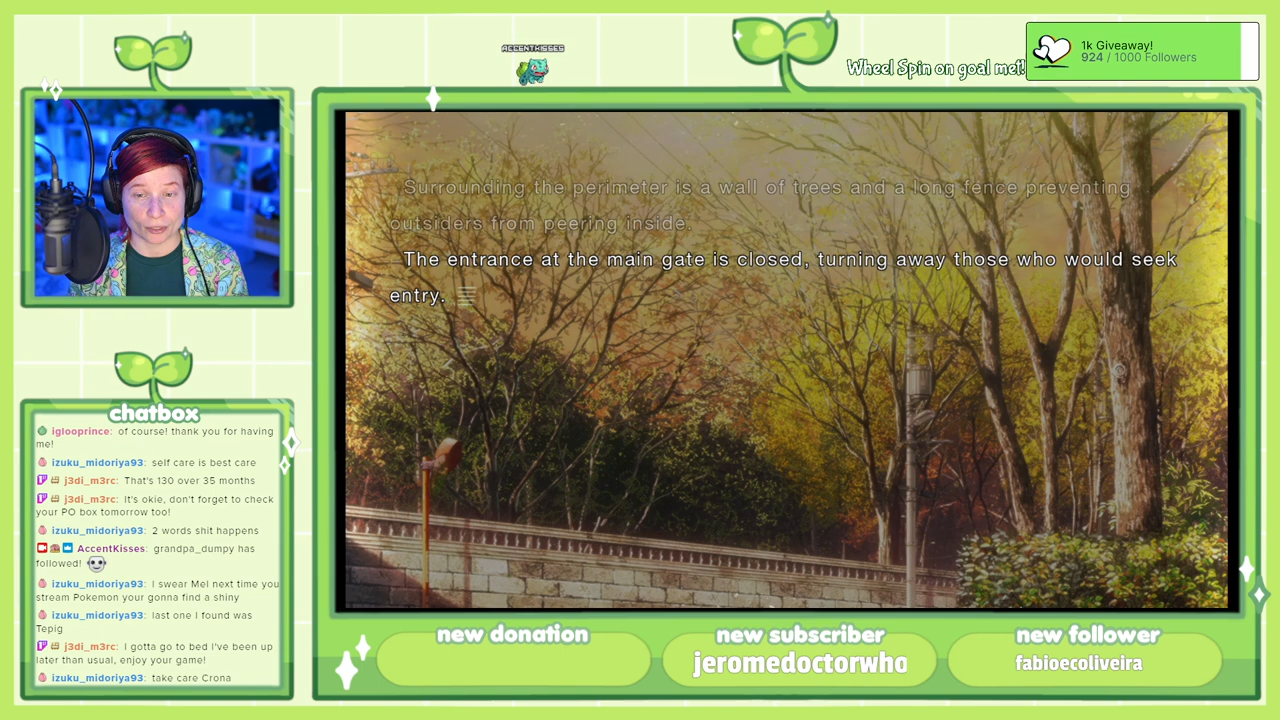 ACCENTKISSES
Wheel Spin on goal met!
1k Giveaway!
924 / 1000 Followers
Surrounding the perimeter is a wall of trees and a long fence preventing
outsiders from peering inside.
The entrance at the main gate is closed, turning away those who would seek
entry.
chatbox
iglooprince: of course! thank you for having
me!
izuku_midoriya93: self care is best care
j3di_m3rc: That's 130 over 35 months
j3di_m3rc: It's okie, don't forget to check
your PO box tomorrow too!
izuku_midoriya93: 2 words shit happens
AccentKisses: grandpa_dumpy has
followed!
izuku_midoriya93: I swear Mel next time you
stream Pokemon your gonna find a shiny
izuku_midoriya93: last one I found was
Tepig
j3di_m3rc: I gotta go to bed I've been up
later than usual, enjoy your game!
izuku_midoriya93: take care Crona
new donation
new subscriber
jeromedoctorwho
new follower
fabioecoliveira